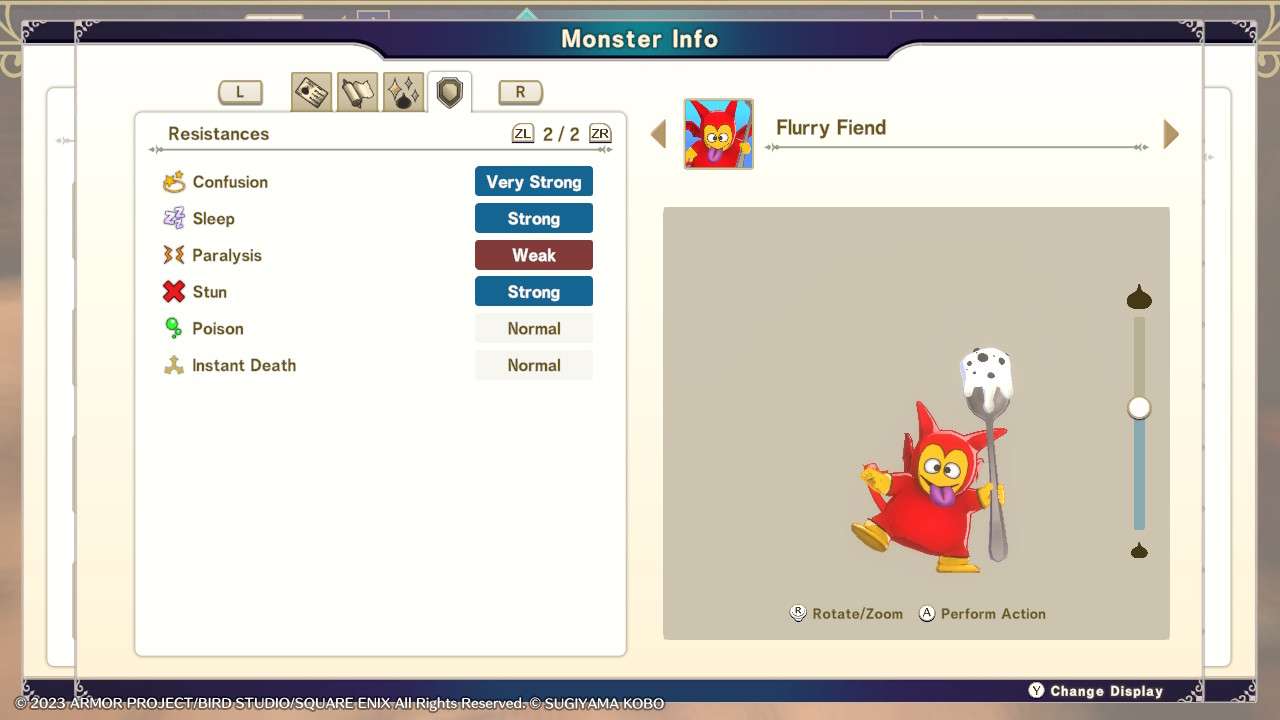 Monster Info
L
R
Resistances
ZL 2 / 2 ZR
Confusion Very Strong
Sleep Strong
Paralysis Weak
Stun Strong
Poison Normal
Instant Death Normal
Flurry Fiend
R Rotate/Zoom A Perform Action
Y Change Display
© 2023 ARMOR PROJECT/BIRD STUDIO/SQUARE ENIX All Rights Reserved. © SUGIYAMA KOBO